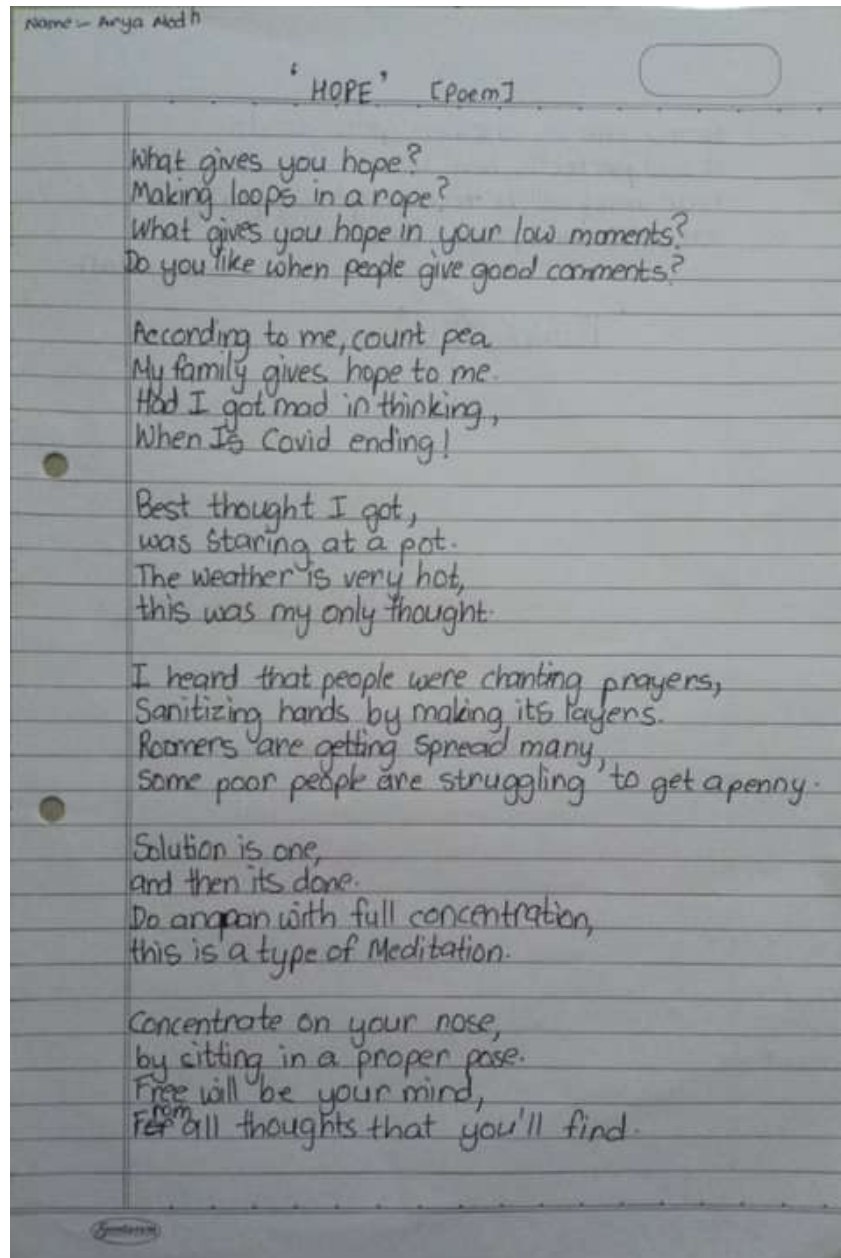 Name :- Arya Modh
'HOPE' [Poem]
What gives you hope?
Making loops in a rope?
What gives you hope in your low moments?
Do you like when people give good comments?
According to me, count pea
My family gives hope to me.
Had I got mad in thinking,
When Is Covid ending!
Best thought I got,
was staring at a pot.
The weather is very hot,
this was my only thought.
I heard that people were chanting prayers,
Sanitizing hands by making its layers.
Roomers are getting spread many,
Some poor people are struggling to get a penny.
Solution is one,
and then its done.
Do anapan with full concentration,
this is a type of Meditation.
Concentrate on your nose,
by sitting in a proper pose.
Free will be your mind,
From all thoughts that you'll find.
Sundaram